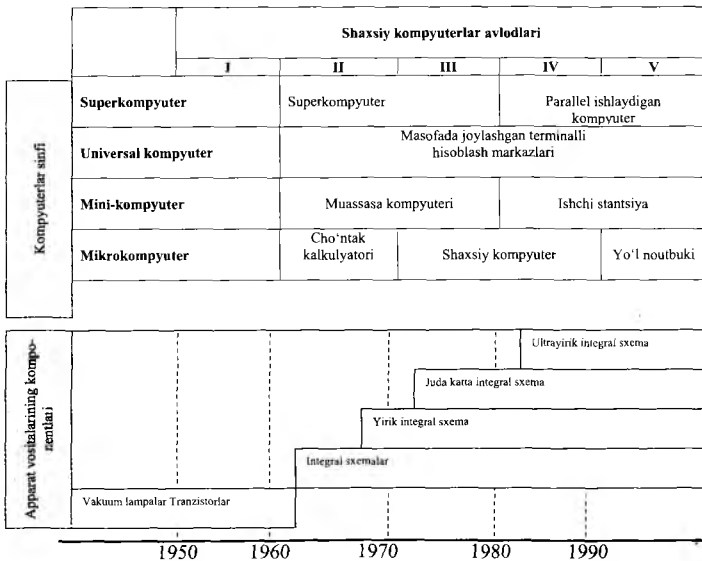 Shaxsiy kompyuterlar avlodlari
I II III IV V
Kompyuterlar sinfi
Superkompyuter
Superkompyuter
Parallel ishlaydigan
kompyuter
Universal kompyuter
Masofada joylashgan terminalli
hisoblash markazlari
Mini-kompyuter
Muassasa kompyuteri
Ishchi stantsiya
Mikrokompyuter
Cho‘ntak
kalkulyatori
Shaxsiy kompyuter
Yo‘l noutbuki
Apparat vositalarining kompo-
nentlari
Ultrayirik integral sxema
Juda katta integral sxema
Yirik integral sxema
Integral sxemalar
Vakuum lampalar Tranzistorlar
1950 1960 1970 1980 1990